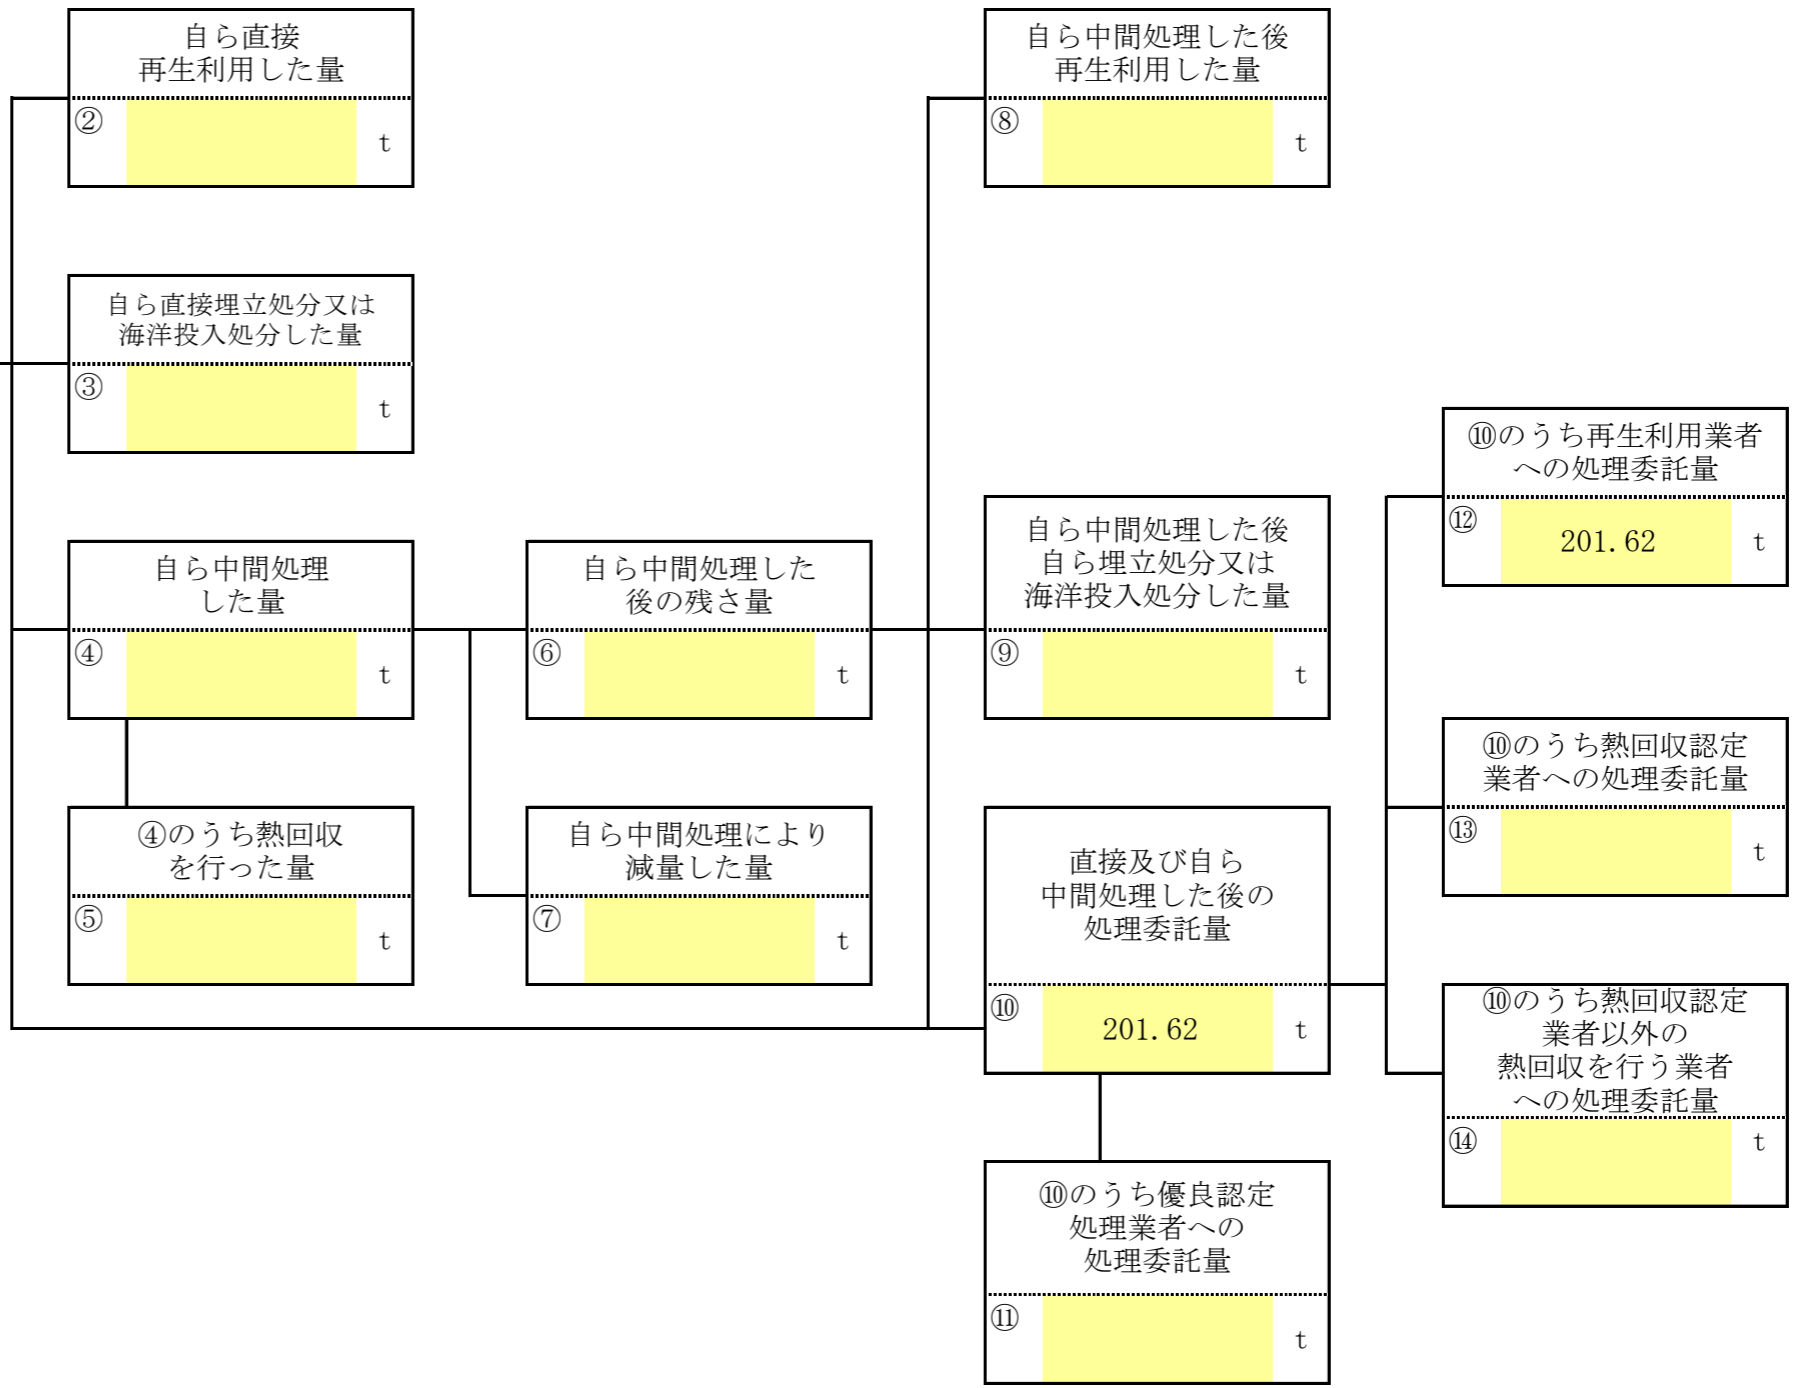 自ら直接
再生利用した量
②
t
自ら中間処理した後
再生利用した量
⑧
t
自ら直接埋立処分又は
海洋投入処分した量
③
t
⑩のうち再生利用業者
への処理委託量
⑫
201.62
t
自ら中間処理
した量
④
t
自ら中間処理した
後の残さ量
⑥
t
自ら中間処理した後
自ら埋立処分又は
海洋投入処分した量
⑨
t
⑩のうち熱回収認定
業者への処理委託量
⑬
t
④のうち熱回収
を行った量
⑤
t
自ら中間処理により
減量した量
⑦
t
直接及び自ら
中間処理した後の
処理委託量
⑩
201.62
t
⑩のうち熱回収認定
業者以外の
熱回収を行う業者
への処理委託量
⑭
t
⑩のうち優良認定
処理業者への
処理委託量
⑪
t